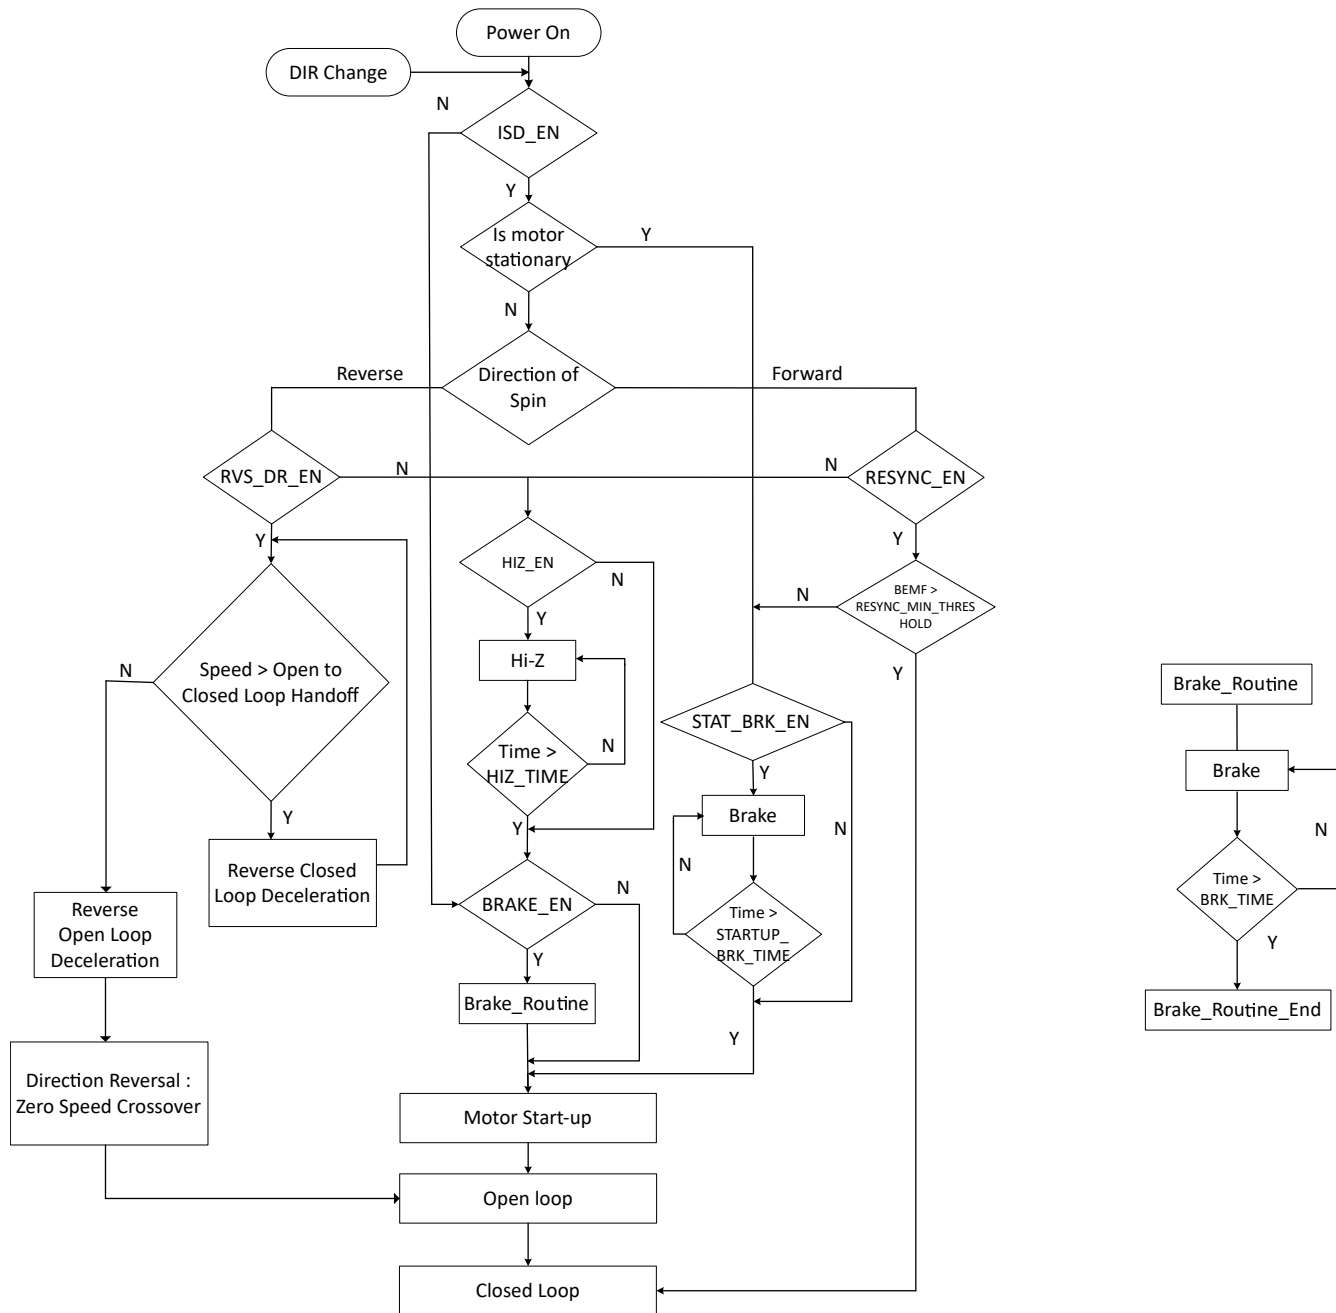 Power On
DIR Change
N
ISD_EN
Y
Is motor
stationary
Y
N
Reverse
Direction of
Spin
Forward
RVS_DR_EN
N
N
RESYNC_EN
Y
Y
HIZ_EN
N
Y
BEMF >
RESYNC_MIN_THRES
HOLD
N
Y
Hi-Z
N
Speed > Open to
Closed Loop Handoff
Y
Time >
HIZ_TIME
N
Y
STAT_BRK_EN
Y
N
Brake
N
Time >
STARTUP_
BRK_TIME
Y
Reverse Closed
Loop Deceleration
Reverse
Open Loop
Deceleration
BRAKE_EN
N
Y
Brake_Routine
Direction Reversal :
Zero Speed Crossover
Motor Start-up
Open loop
Closed Loop
Brake_Routine
Brake
N
Time >
BRK_TIME
Y
Brake_Routine_End